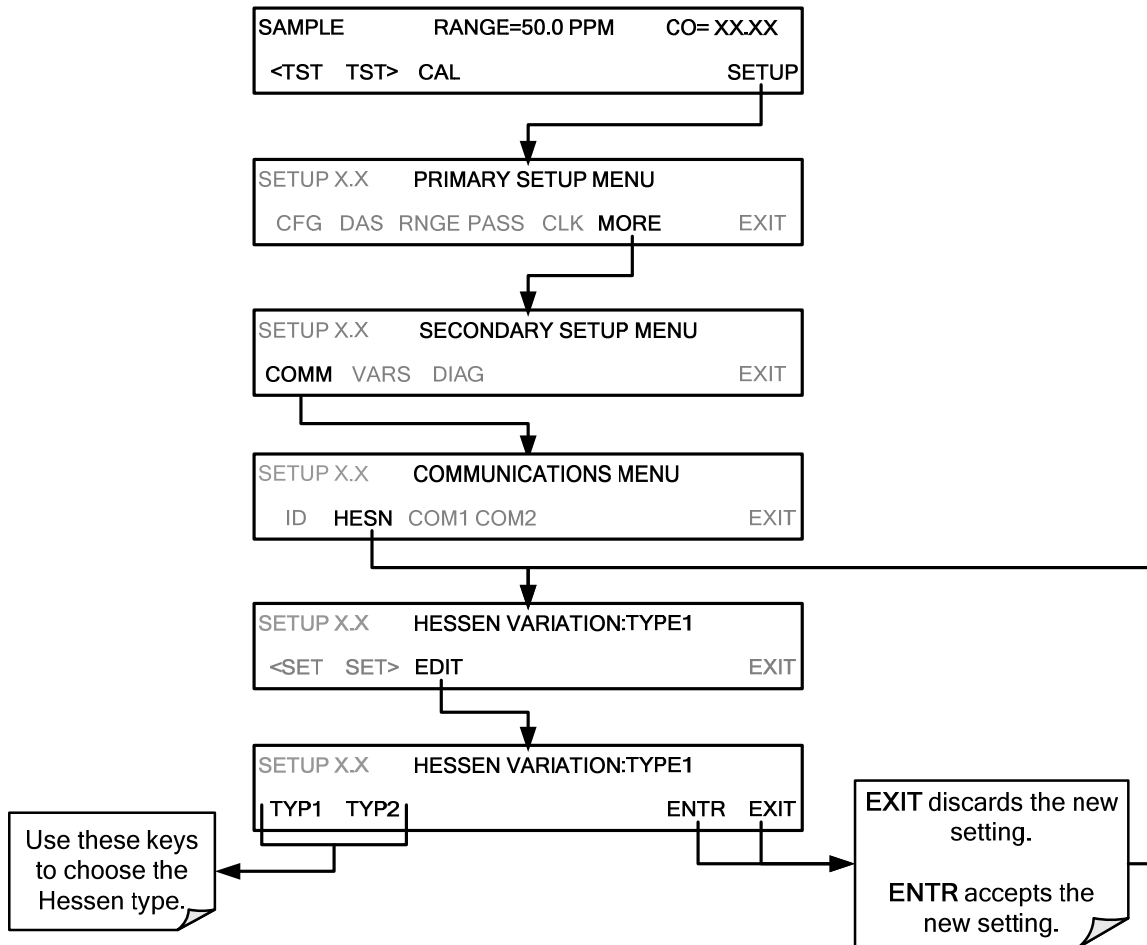 SAMPLE RANGE=50.0 PPM CO= XX.XX
<TST TST> CAL SETUP
SETUP X.X PRIMARY SETUP MENU
CFG DAS RNGE PASS CLK MORE EXIT
SETUP X.X SECONDARY SETUP MENU
COMM VARS DIAG EXIT
SETUP X.X COMMUNICATIONS MENU
ID HESN COM1 COM2 EXIT
SETUP X.X HESSEN VARIATION:TYPE1
<SET SET> EDIT EXIT
SETUP X.X HESSEN VARIATION:TYPE1
TYP1 TYP2 ENTR EXIT
Use these keys
to choose the
Hessen type.
EXIT discards the new
setting.
ENTR accepts the
new setting.